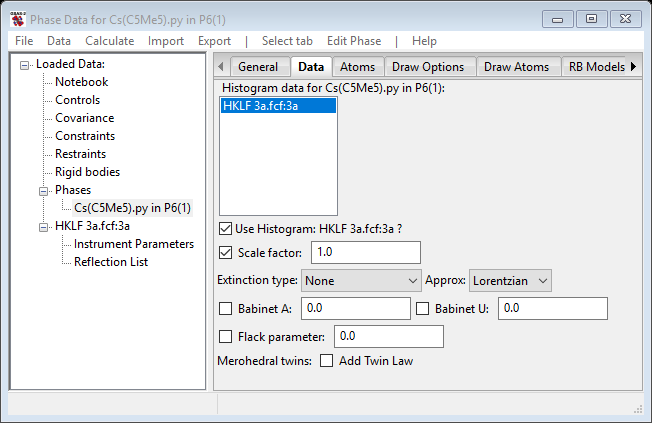 Phase Data for Cs(C5Me5).py in P6(1)
File Data Calculate Import Export | Select tab Edit Phase | Help
Loaded Data:
Notebook
Controls
Covariance
Constraints
Restraints
Rigid bodies
Phases
Cs(C5Me5).py in P6(1)
HKLF 3a.fcf:3a
Instrument Parameters
Reflection List
General Data Atoms Draw Options Draw Atoms RB Models
Histogram data for Cs(C5Me5).py in P6(1):
HKLF 3a.fcf:3a
Use Histogram: HKLF 3a.fcf:3a ?
Scale factor: 1.0
Extinction type: None Approx: Lorentzian
Babinet A: 0.0 Babinet U: 0.0
Flack parameter: 0.0
Merohedral twins: Add Twin Law